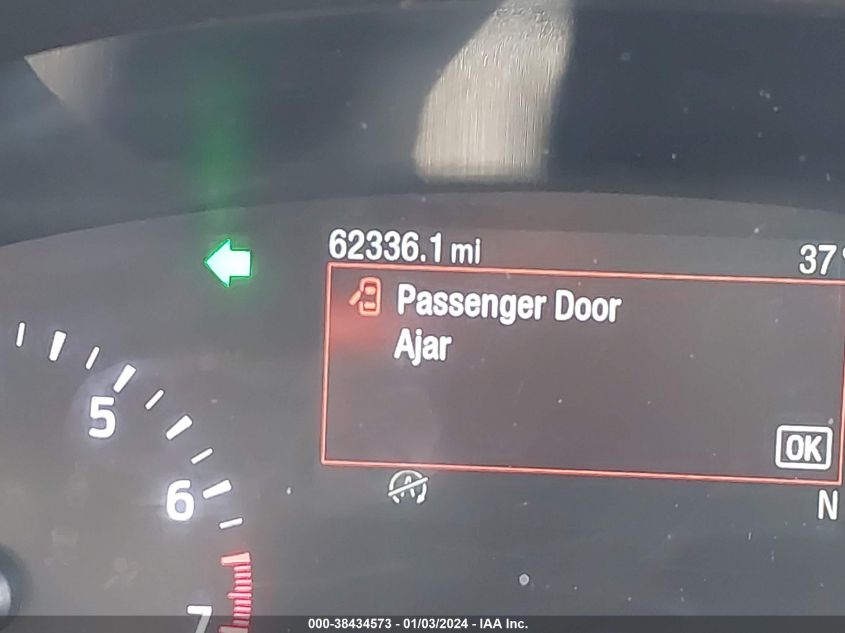 62336.1 mi 37°
Passenger Door
Ajar
OK
5
6
N
7
000-38434573 - 01/03/2024 - IAA Inc.